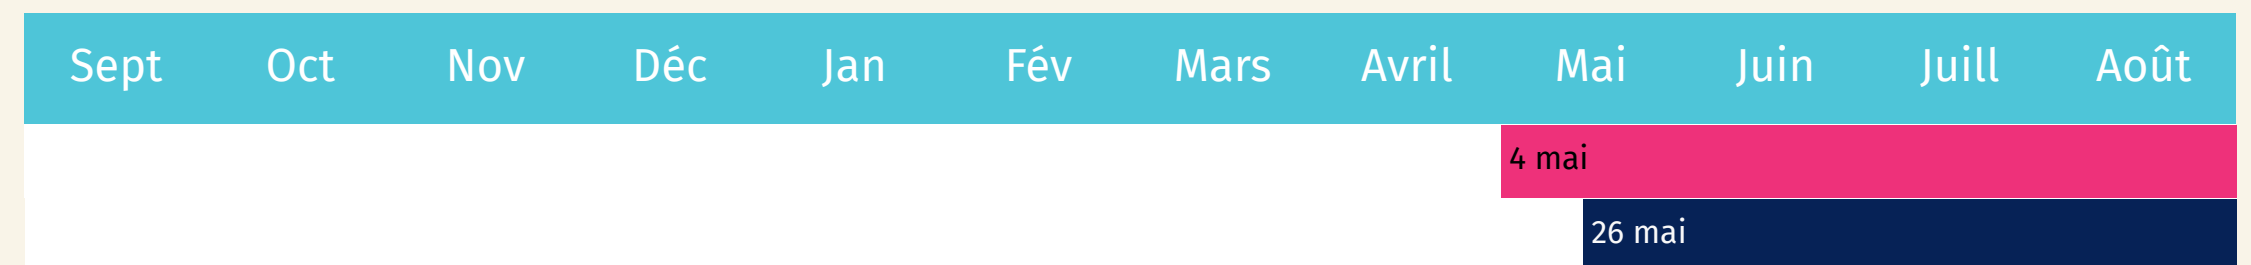 Sept Oct Nov Déc Jan Fév Mars Avril Mai Juin Juill Août
4 mai
26 mai